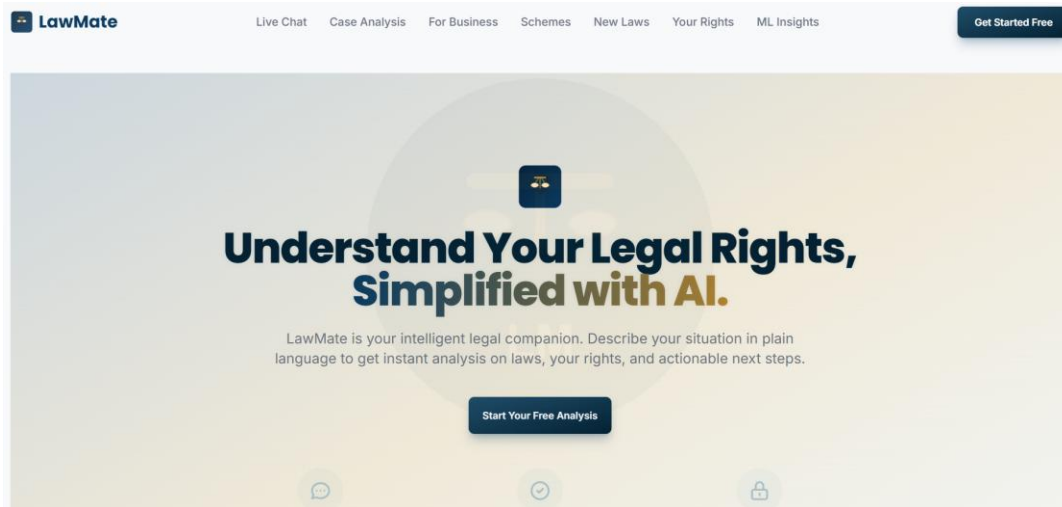 LawMate
Live Chat
Case Analysis
For Business
Schemes
New Laws
Your Rights
ML Insights
Get Started Free
Understand Your Legal Rights,
Simplified with AI.
LawMate is your intelligent legal companion. Describe your situation in plain
language to get instant analysis on laws, your rights, and actionable next steps.
Start Your Free Analysis